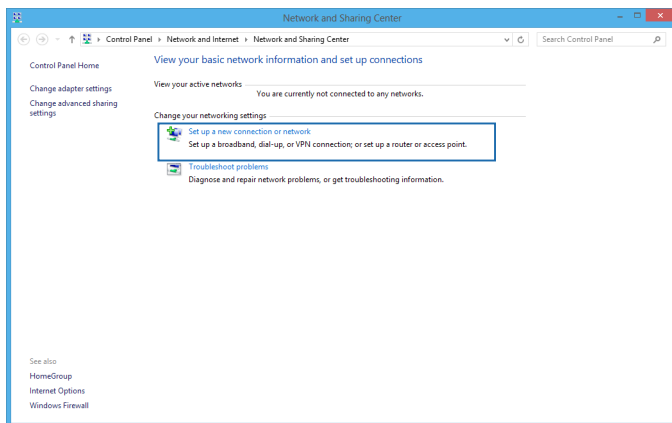 Network and Sharing Center
Control Panel Network and Internet Network and Sharing Center
Search Control Panel
Control Panel Home
Change adapter settings
Change advanced sharing
settings
View your basic network information and set up connections
View your active networks
You are currently not connected to any networks.
Change your networking settings
Set up a new connection or network
Set up a broadband, dial-up, or VPN connection; or set up a router or access point.
Troubleshoot problems
Diagnose and repair network problems, or get troubleshooting information.
See also
HomeGroup
Internet Options
Windows Firewall